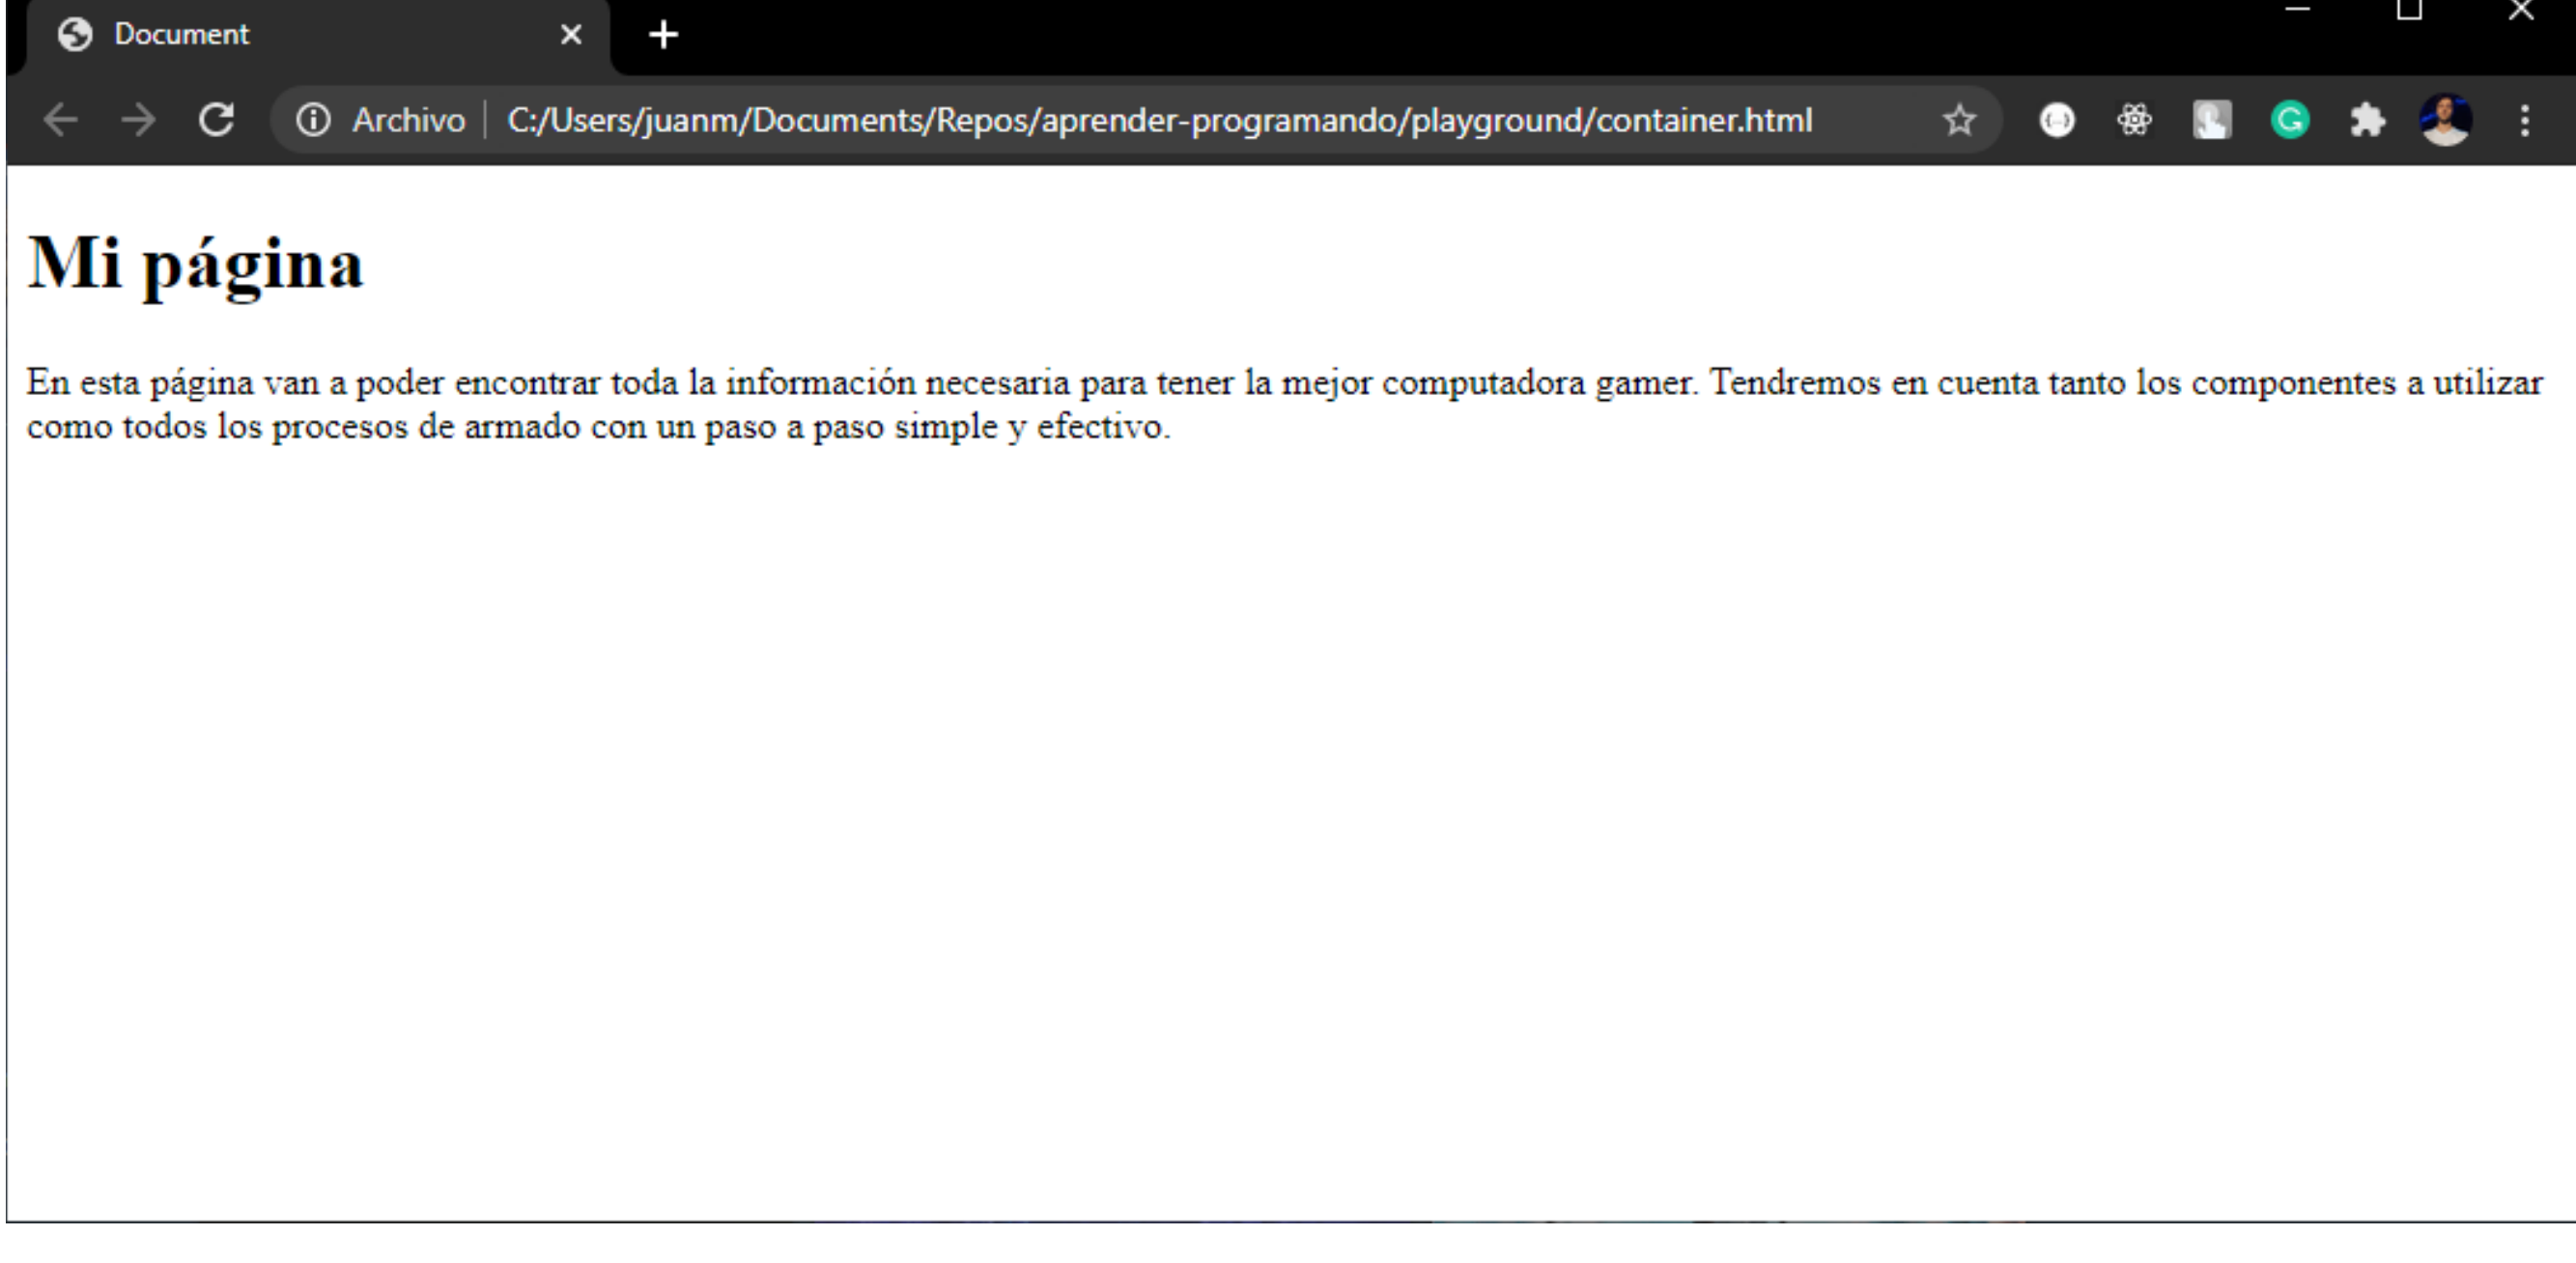 Document
Archivo C:/Users/juanm/Documents/Repos/aprender-programando/playground/container.html
Mi página
En esta página van a poder encontrar toda la información necesaria para tener la mejor computadora gamer. Tendremos en cuenta tanto los componentes a utilizar
como todos los procesos de armado con un paso a paso simple y efectivo.